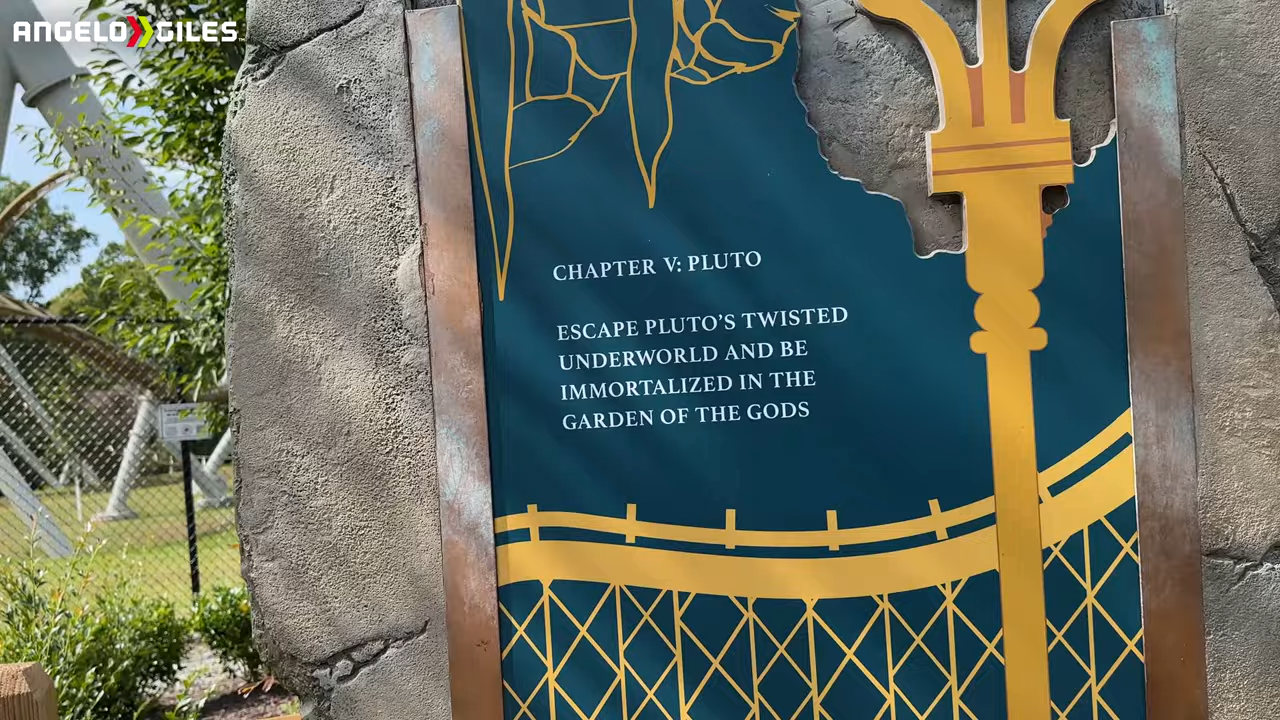 ANGELO GILES
CHAPTER V: PLUTO
ESCAPE PLUTO'S TWISTED
UNDERWORLD AND BE
IMMORTALIZED IN THE
GARDEN OF THE GODS